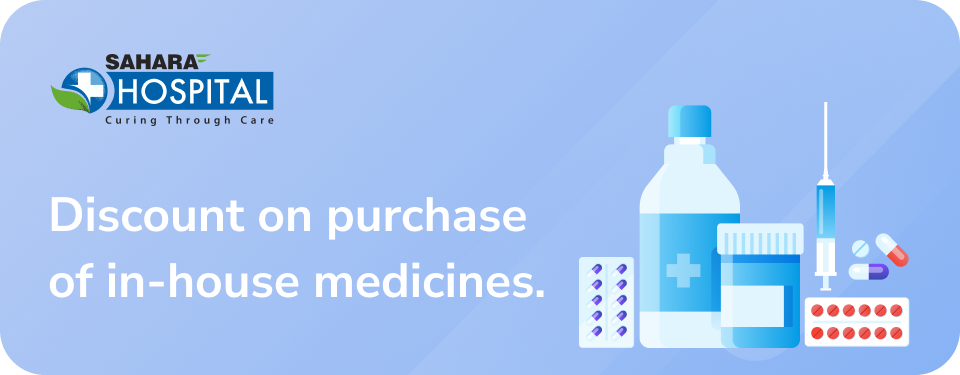 SAHARA
HOSPITAL
Curing Through Care
Discount on purchase
of in-house medicines.